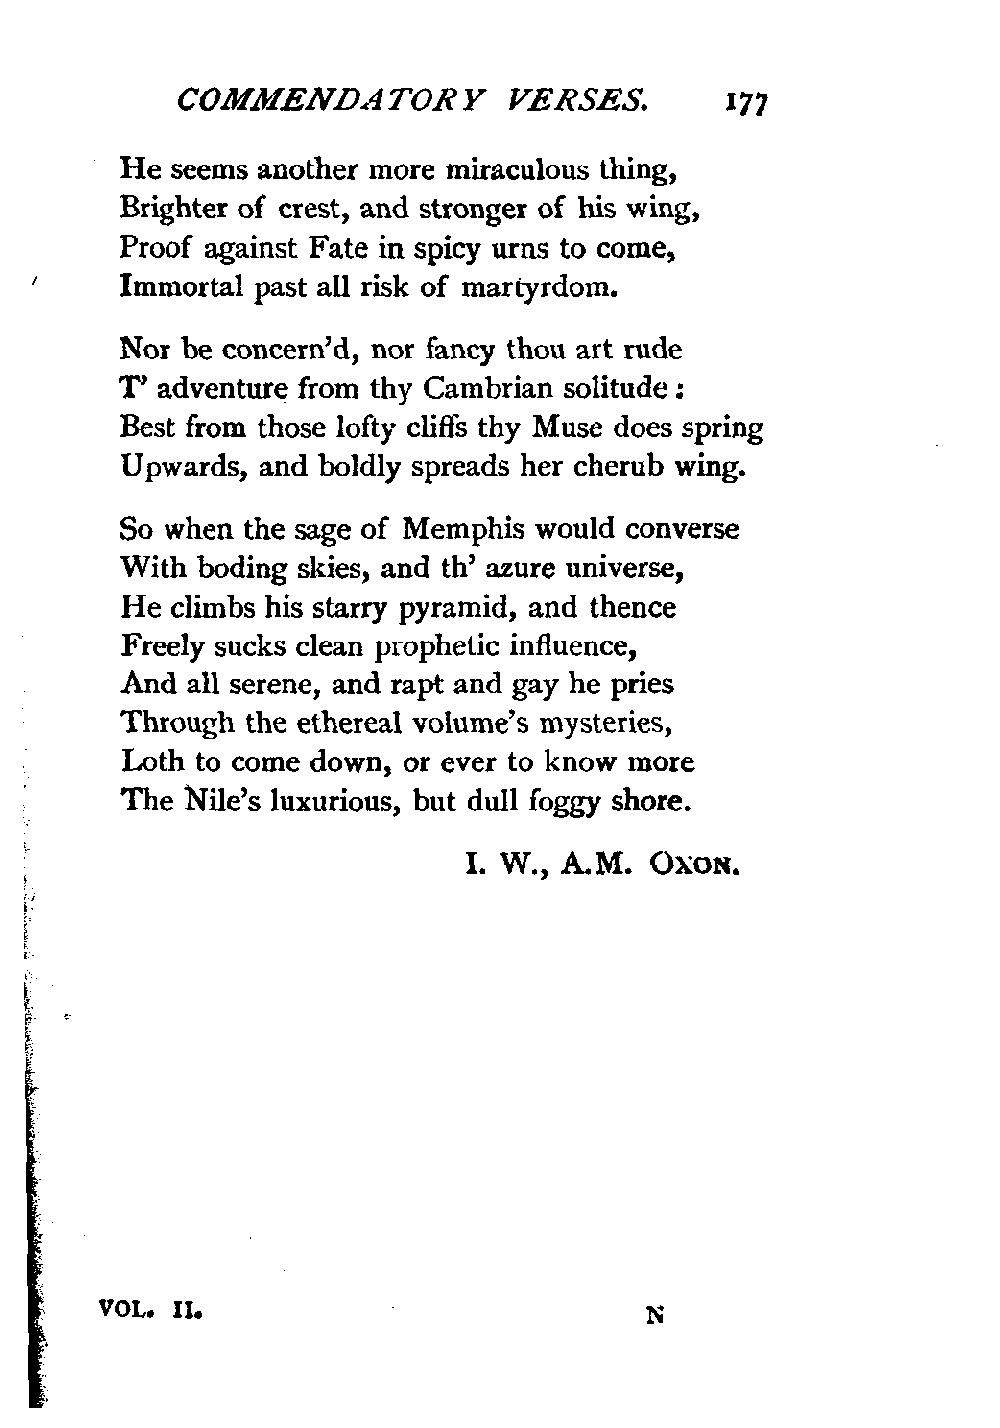 COMMENDATORY VERSES. 177
He seems another more miraculous thing,
Brighter of crest, and stronger of his wing,
Proof against Fate in spicy urns to come,
Immortal past all risk of martyrdom.
Nor be concern'd, nor fancy thou art rude
T' adventure from thy Cambrian solitude:
Best from those lofty cliffs thy Muse does spring
Upwards, and boldly spreads her cherub wing.
So when the sage of Memphis would converse
With boding skies, and th' azure universe,
He climbs his starry pyramid, and thence
Freely sucks clean prophetic influence,
And all serene, and rapt and gay he pries
Through the ethereal volume's mysteries,
Loth to come down, or ever to know more
The Nile's luxurious, but dull foggy shore.
I. W., A.M. OXON.
VOL. II. N